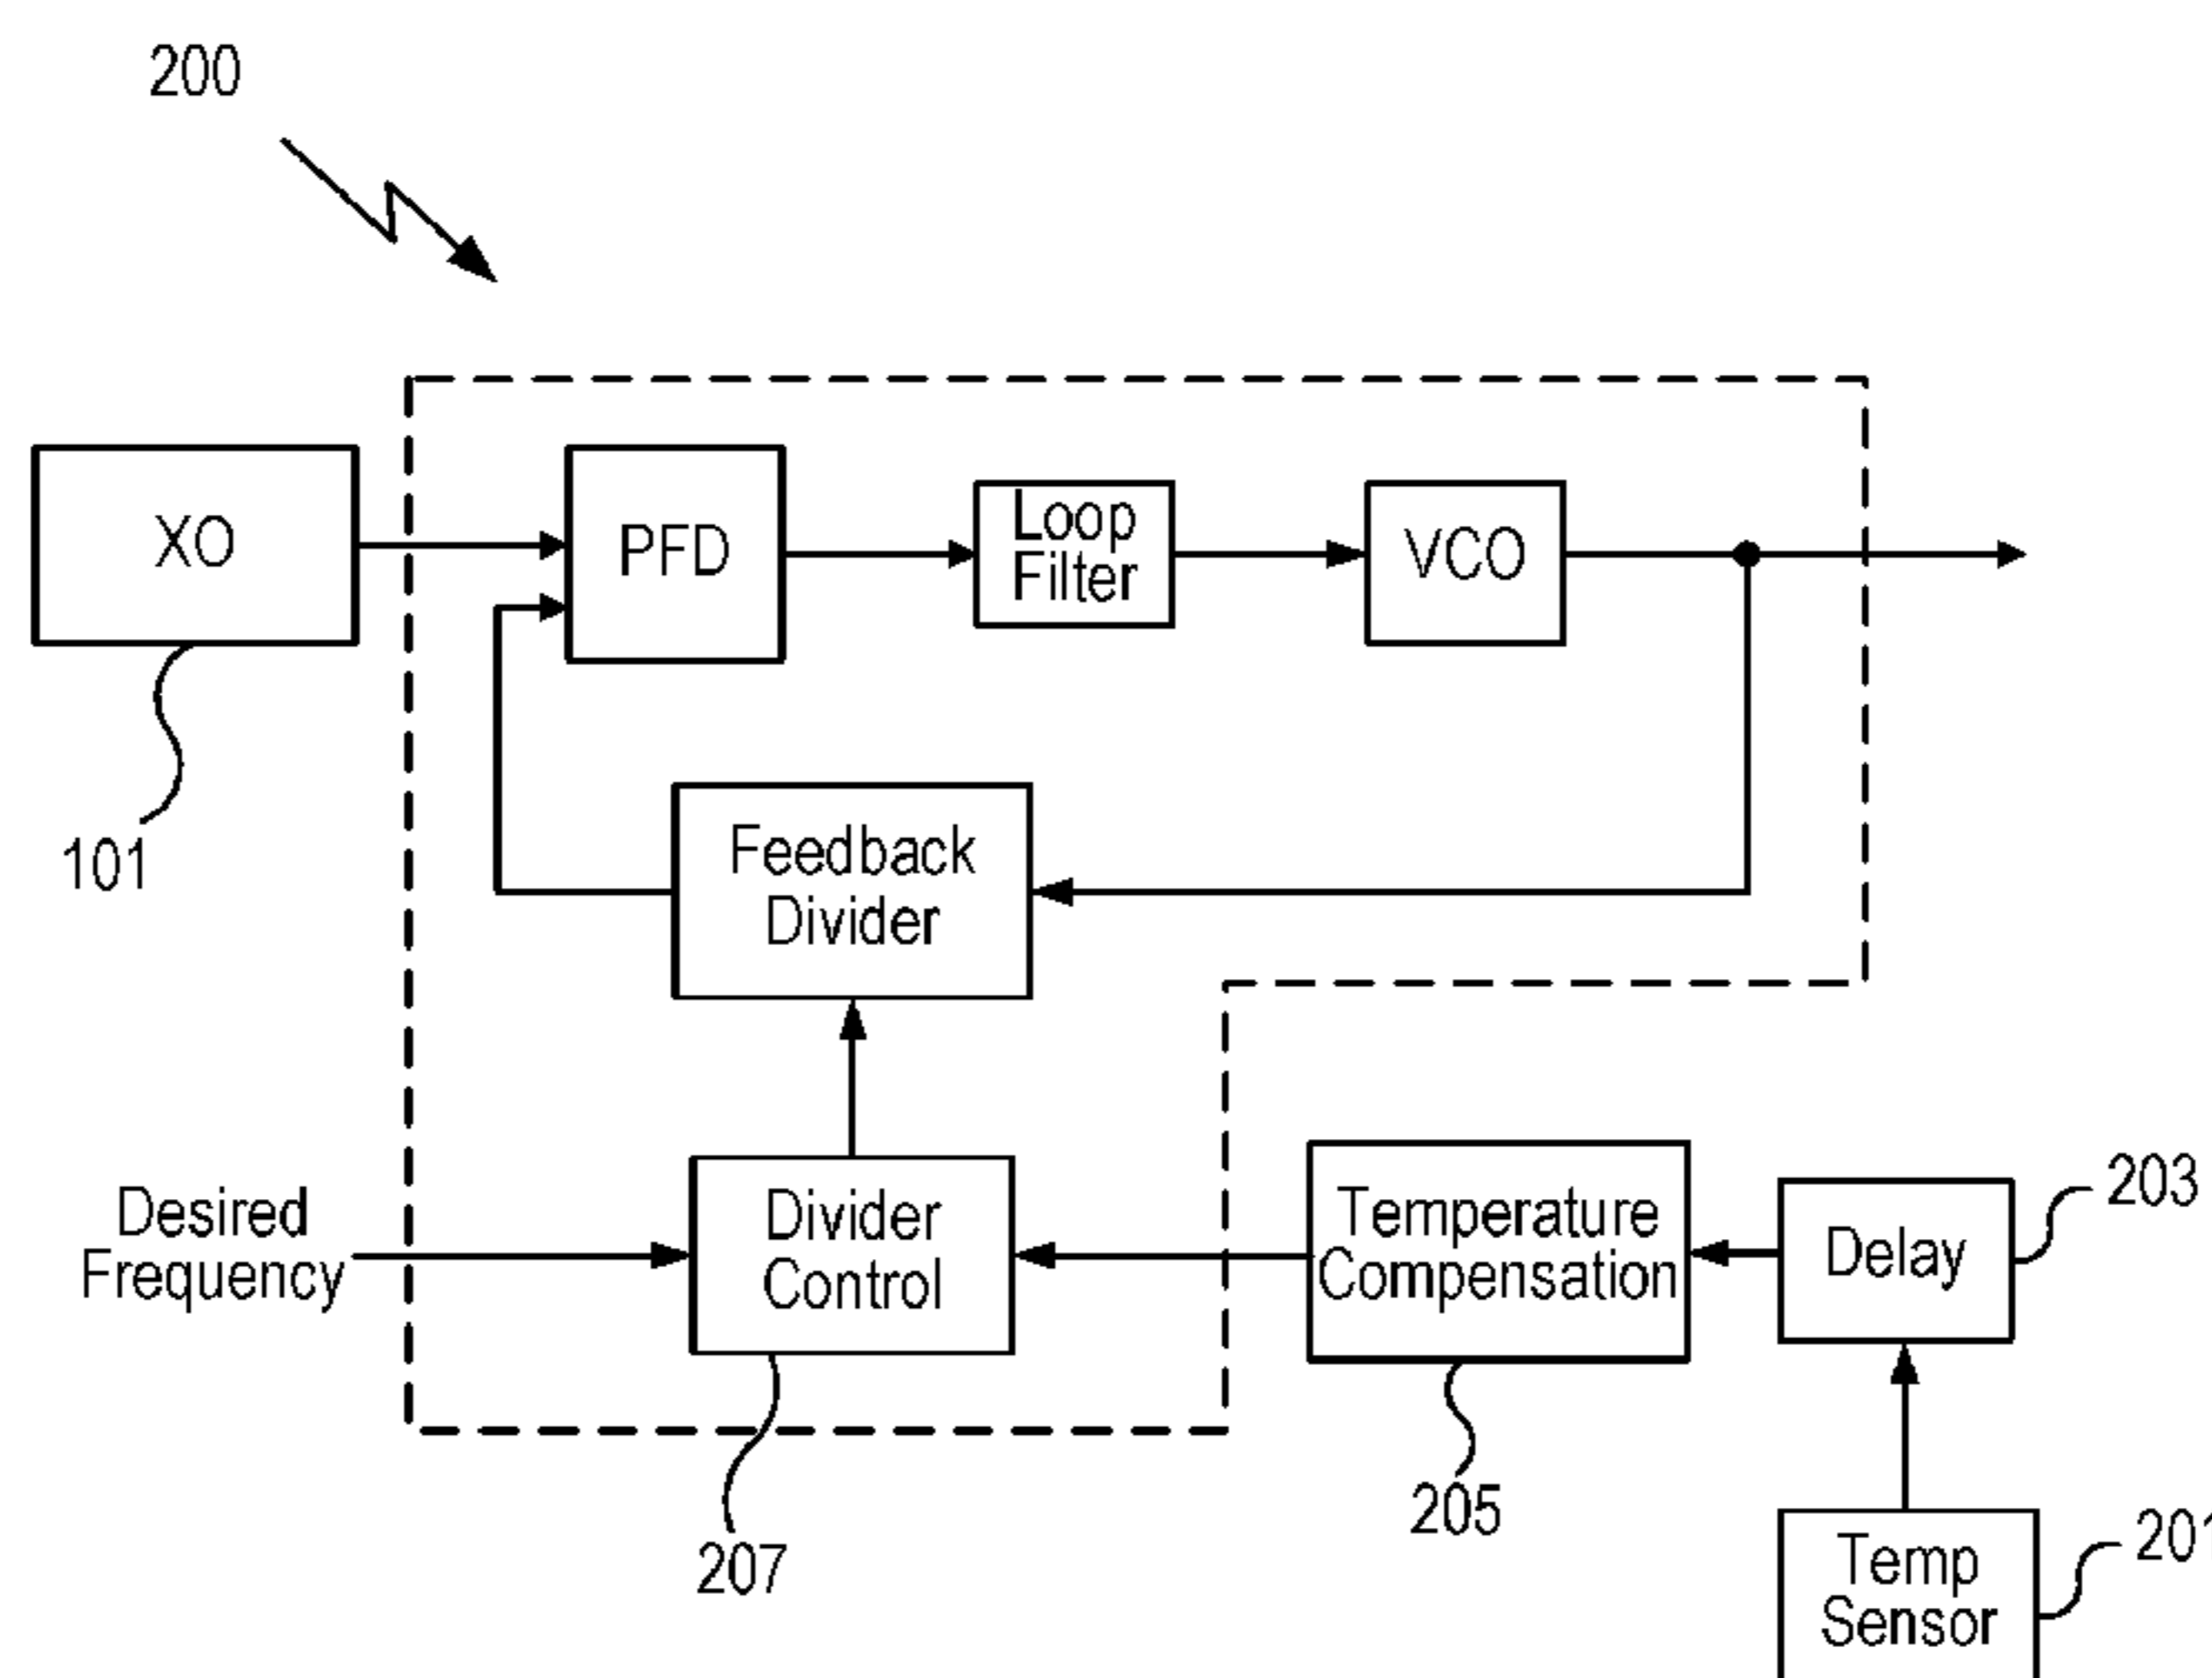 200
XO
PFD
Loop
Filter
VCO
101
Feedback
Divider
Desired
Frequency
Divider
Control
Temperature
Compensation
Delay
203
205
207
Temp
Sensor
201